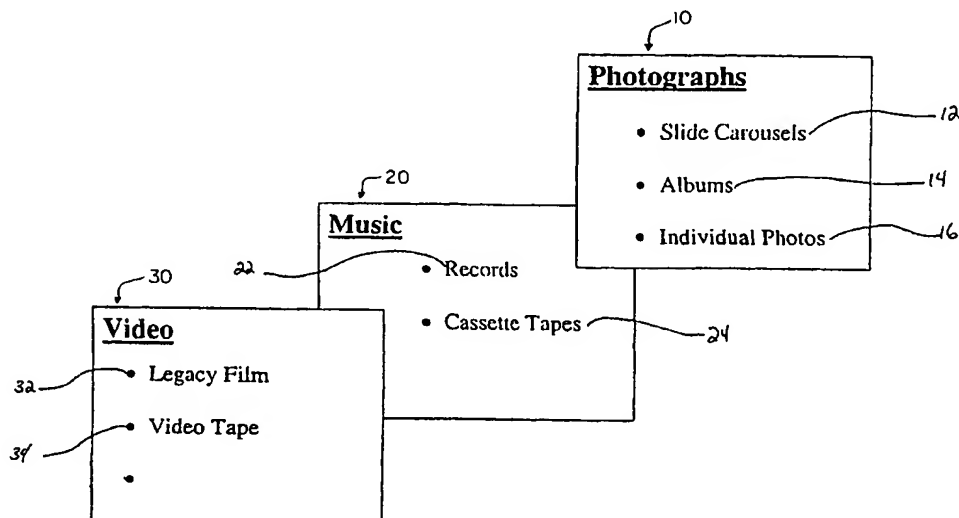 10
Photographs
• Slide Carousels 12
• Albums 14
• Individual Photos 16
20
Music
22 • Records
• Cassette Tapes 24
30
Video
32 • Legacy Film
34 • Video Tape
•